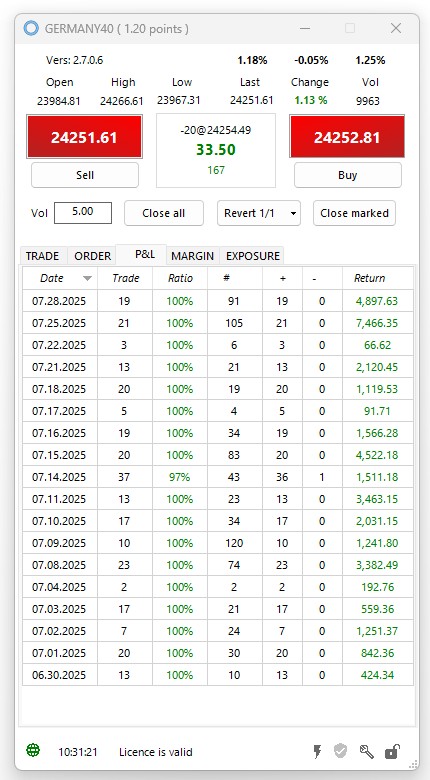 GERMANY40 ( 1.20 points )
Vers: 2.7.0.6 1.18% -0.05% 1.25%
Open High Low Last Change Vol
23984.81 24266.61 23967.31 24251.61 1.13 % 9963
24251.61 -20@24254.49 33.50 167 24252.81
Sell Buy
Vol 5.00 Close all Revert 1/1 Close marked
TRADE ORDER P&L MARGIN EXPOSURE
Date Trade Ratio # + - Return
07.28.2025 19 100% 91 19 0 4,897.63
07.25.2025 21 100% 105 21 0 7,466.35
07.22.2025 3 100% 6 3 0 66.62
07.21.2025 13 100% 21 13 0 2,120.45
07.18.2025 20 100% 19 20 0 1,119.53
07.17.2025 5 100% 4 5 0 91.71
07.16.2025 19 100% 34 19 0 1,566.28
07.15.2025 20 100% 83 20 0 4,522.18
07.14.2025 37 97% 43 36 1 1,511.18
07.11.2025 13 100% 23 13 0 3,463.15
07.10.2025 17 100% 34 17 0 2,031.15
07.09.2025 10 100% 120 10 0 1,241.80
07.08.2025 23 100% 74 23 0 3,382.49
07.04.2025 2 100% 2 2 0 192.76
07.03.2025 17 100% 21 17 0 559.36
07.02.2025 7 100% 24 7 0 1,251.37
07.01.2025 20 100% 30 20 0 842.36
06.30.2025 13 100% 10 13 0 424.34
10:31:21 Licence is valid